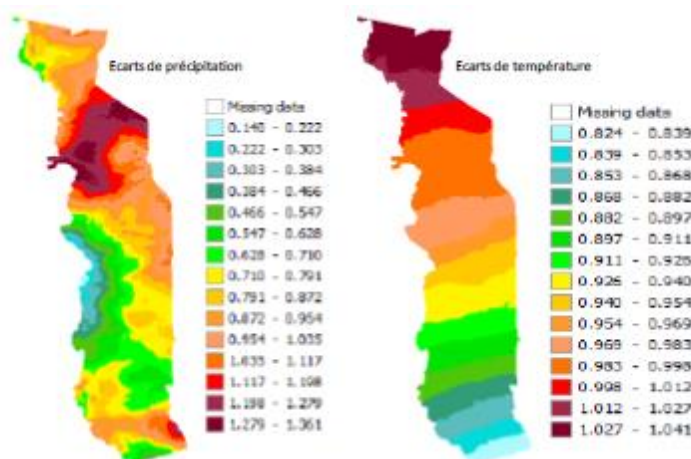 Ecarts de précipitation
Missing data
0.140 - 0.222
0.222 - 0.303
0.303 - 0.384
0.384 - 0.466
0.466 - 0.547
0.547 - 0.628
0.628 - 0.710
0.710 - 0.791
0.791 - 0.872
0.872 - 0.954
0.954 - 1.035
1.035 - 1.117
1.117 - 1.198
1.198 - 1.279
1.279 - 1.361
Ecarts de température
Missing data
0.824 - 0.839
0.839 - 0.853
0.853 - 0.868
0.868 - 0.882
0.882 - 0.897
0.897 - 0.911
0.911 - 0.926
0.926 - 0.940
0.940 - 0.954
0.954 - 0.969
0.969 - 0.983
0.983 - 0.998
0.998 - 1.012
1.012 - 1.027
1.027 - 1.041